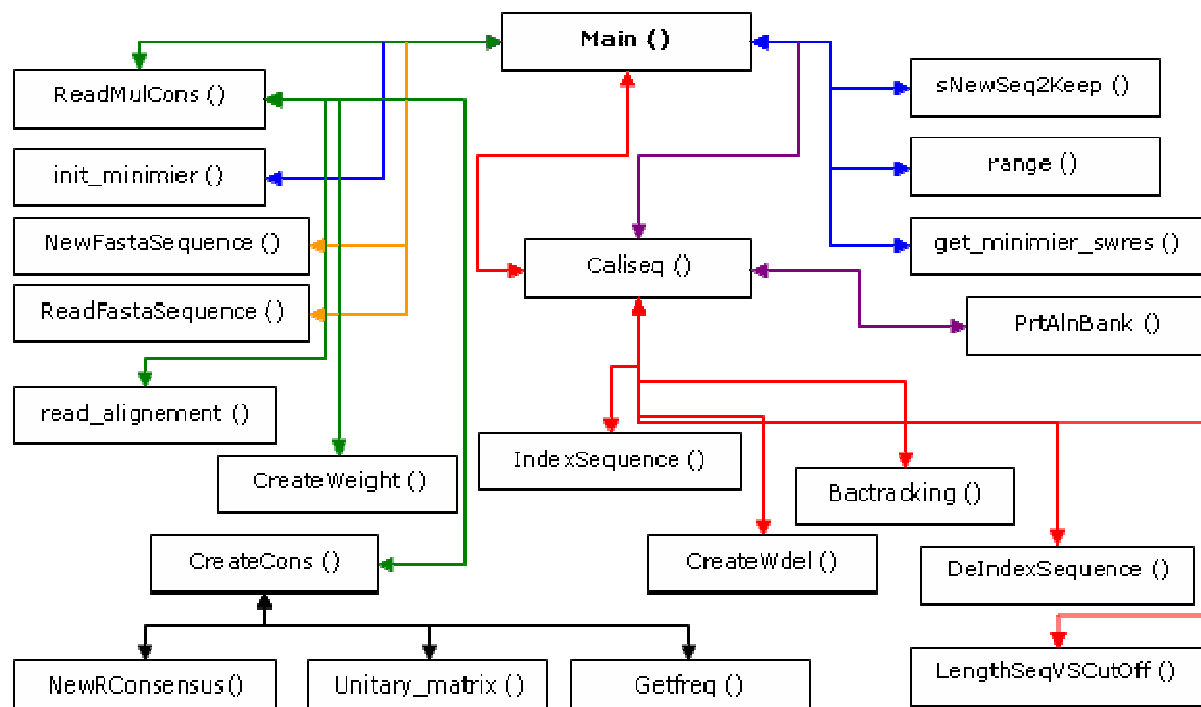 Main ()
ReadMulCons ()
sNewSeq2Keep ()
init_minimier ()
range ()
NewFastaSequence ()
get_minimier_swres ()
Caliseq ()
ReadFastaSequence ()
PrtAlnBank ()
read_alignement ()
IndexSequence ()
CreateWeight ()
Bactracking ()
CreateCons ()
CreateWdel ()
DeIndexSequence ()
NewRConsensus()
Unitary_matrix ()
Getfreq ()
LengthSeqVSCutOff()